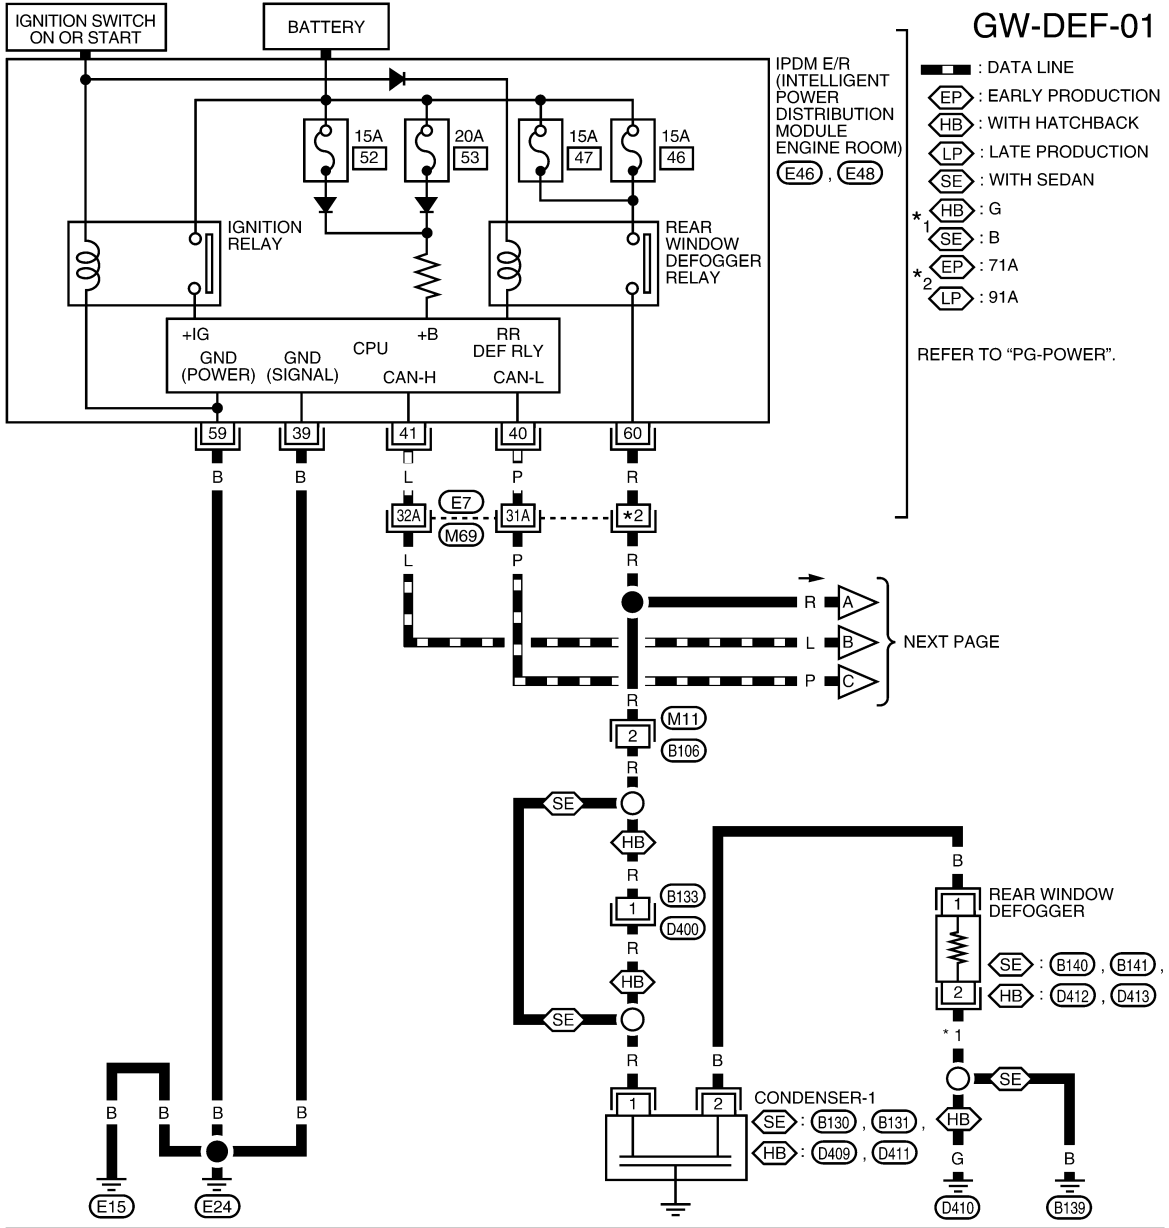 GW-DEF-01
IGNITION SWITCH
ON OR START
BATTERY
IPDM E/R
(INTELLIGENT
POWER
DISTRIBUTION
MODULE
ENGINE ROOM)
E46 , E48
: DATA LINE
EP : EARLY PRODUCTION
HB : WITH HATCHBACK
LP : LATE PRODUCTION
SE : WITH SEDAN
*1
HB : G
SE : B
*2
EP : 71A
LP : 91A
REFER TO “PG-POWER”.
15A
52
20A
53
15A
47
15A
46
IGNITION
RELAY
REAR
WINDOW
DEFOGGER
RELAY
+IG
+B
RR
DEF RLY
CPU
GND
(POWER)
GND
(SIGNAL)
CAN-H
CAN-L
59 39 41 40 60
B B L P R
E7
32A 31A *2
M69
L P R
R A
L B
P C
NEXT PAGE
R
2
M11
B106
R
SE
HB
R
1
B133
D400
R
HB
SE
R
B
B
1
REAR WINDOW
DEFOGGER
SE : B140 , B141 ,
2
HB : D412 , D413
* 1
SE
HB
G
B
D410
B139
1 2
CONDENSER-1
SE : B130 , B131 ,
HB : D409 , D411
B B B B
E15 E24